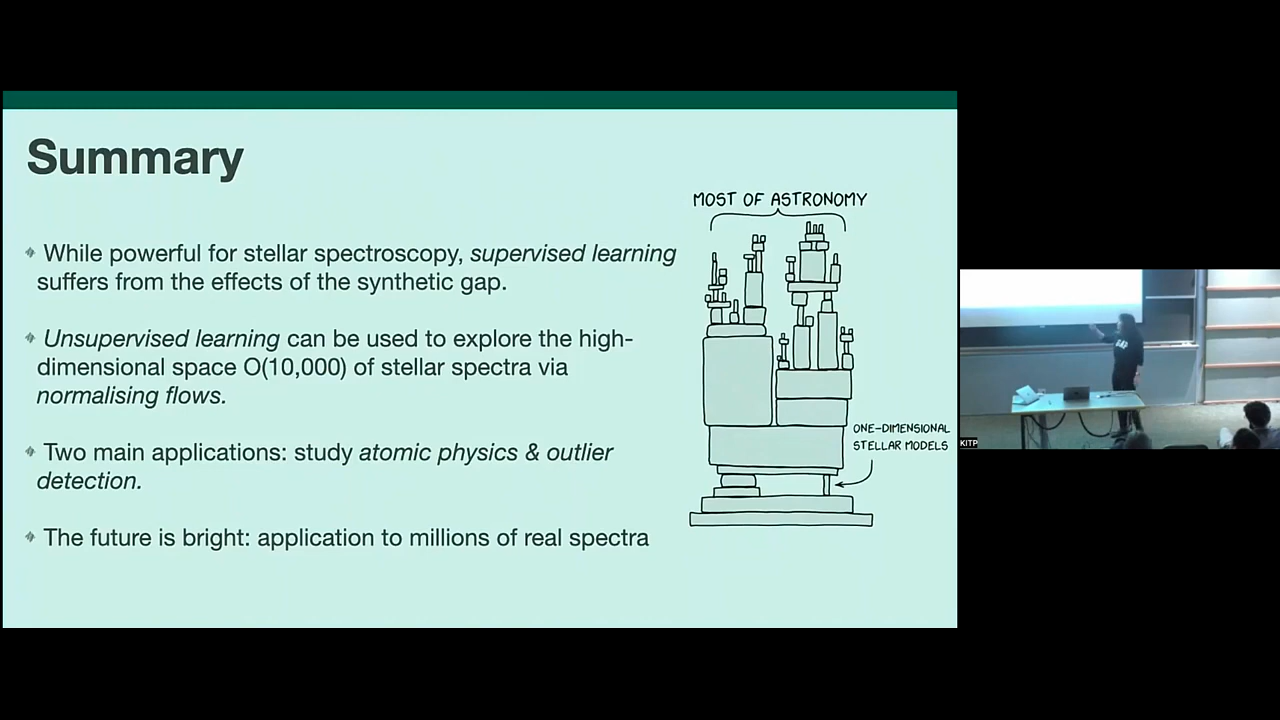 Summary
While powerful for stellar spectroscopy, supervised learning
suffers from the effects of the synthetic gap.
Unsupervised learning can be used to explore the high-
dimensional space O(10,000) of stellar spectra via
normalising flows.
Two main applications: study atomic physics & outlier
detection.
The future is bright: application to millions of real spectra
MOST OF ASTRONOMY
ONE-DIMENSIONAL
STELLAR MODELS
GAP
KITP